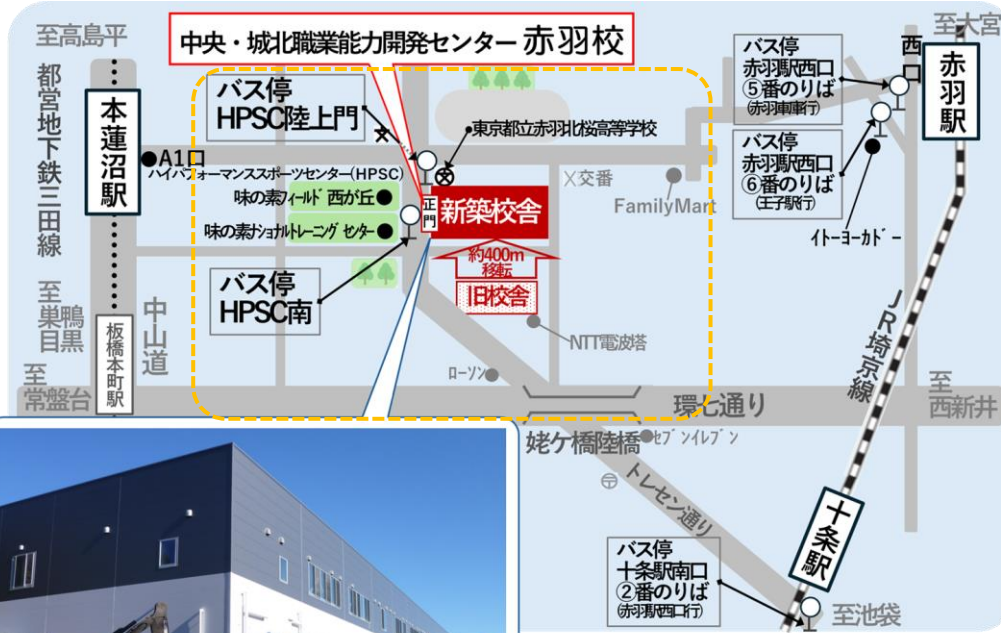 中央・城北職業能力開発センター 赤羽校
至高島平
至大宮
都営地下鉄三田線
本蓮沼駅
A1口
ハイパフォーマンススポーツセンター(HPSC)
バス停
HPSC陸上門
東京都立赤羽北桜高等学校
味の素フィールド 西が丘
味の素ナショナルトレーニングセンター
正門
新築校舎
約400m
移転
旧校舎
バス停
HPSC南
X交番
FamilyMart
バス停
赤羽駅西口
⑤番のりば
(赤羽車庫行)
バス停
赤羽駅西口
⑥番のりば
(王子駅行)
西口
赤羽駅
イトーヨーカドー
JR埼京線
至
巣鴨
目黒
中山道
板橋本町駅
至
常盤台
NTT電波塔
ローソン
環七通り
至
西新井
姥ケ橋陸橋
セブンイレブン
トレセン通り
十条駅
バス停
十条駅南口
②番のりば
(赤羽駅西口行)
至池袋